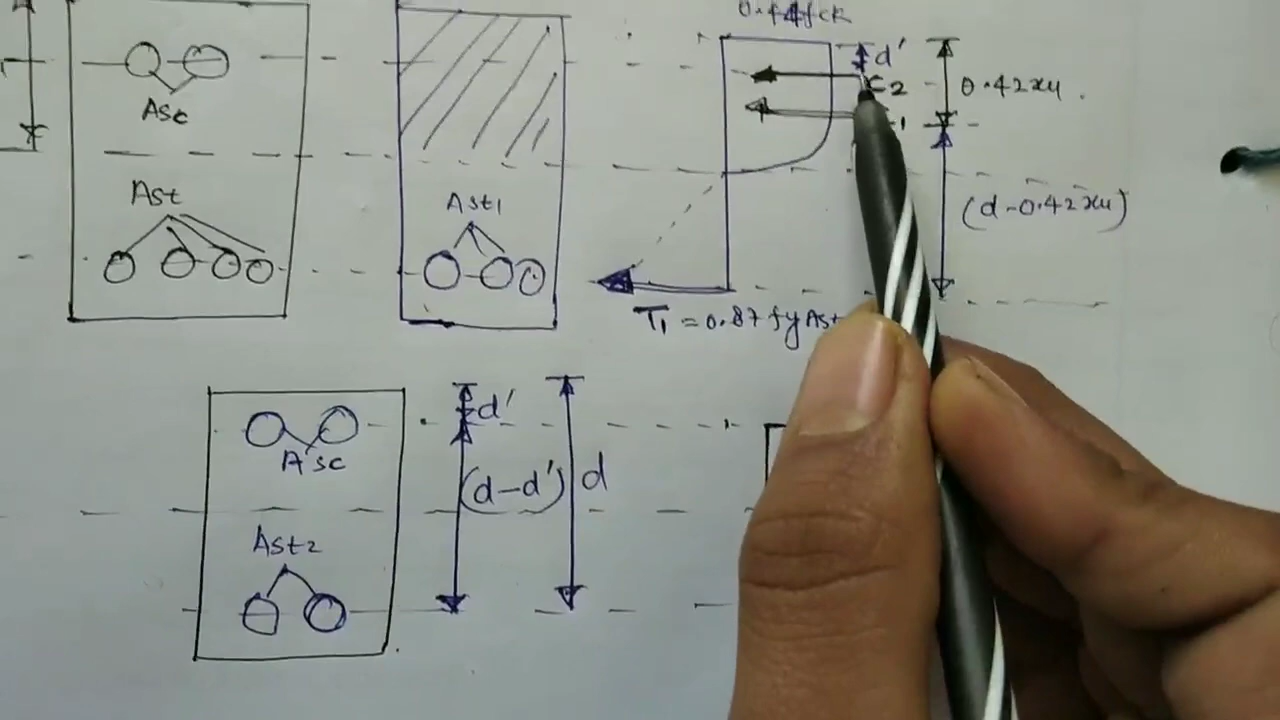 d'
C2
0.42xu
Asc
Ast
Ast1
(d-0.42xu)
T1 = 0.87 fy Ast
d'
Asc
(d-d')
d
Ast2